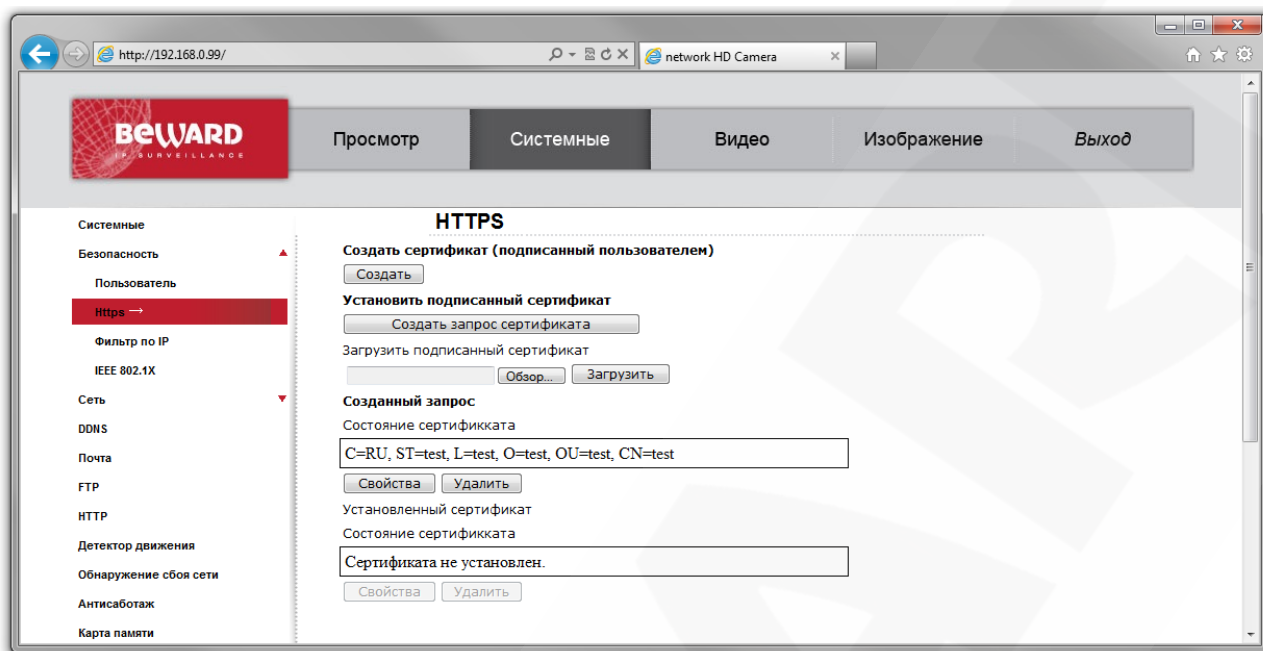 http://192.168.0.99/
network HD Camera
BEWARD
IP SURVEILLANCE
Просмотр
Системные
Видео
Изображение
Выход
Системные
Безопасность
Пользователь
Https →
Фильтр по IP
IEEE 802.1X
Сеть
DDNS
Почта
FTP
HTTP
Детектор движения
Обнаружение сбоя сети
Антисаботаж
Карта памяти
HTTPS
Создать сертификат (подписанный пользователем)
Создать
Установить подписанный сертификат
Создать запрос сертификата
Загрузить подписанный сертификат
Обзор... Загрузить
Созданный запрос
Состояние сертификката
C=RU, ST=test, L=test, O=test, OU=test, CN=test
Свойства Удалить
Установленный сертификат
Состояние сертификката
Сертификата не установлен.
Свойства Удалить